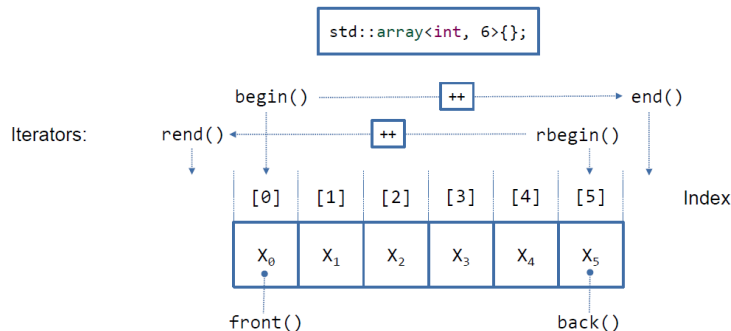 std::array<int, 6>{};
begin() ++ end()
Iterators: rend() ++ rbegin()
[0] [1] [2] [3] [4] [5] Index
X₀ X₁ X₂ X₃ X₄ X₅
front() back()